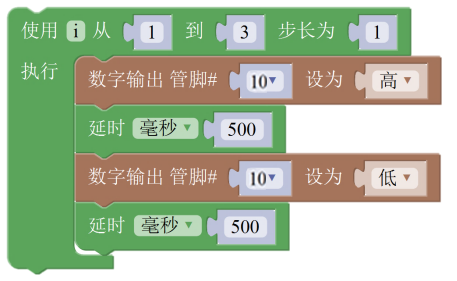 使用 i 从 1 到 3 步长为 1
执行
数字输出 管脚# 10 设为 高
延时 毫秒 500
数字输出 管脚# 10 设为 低
延时 毫秒 500